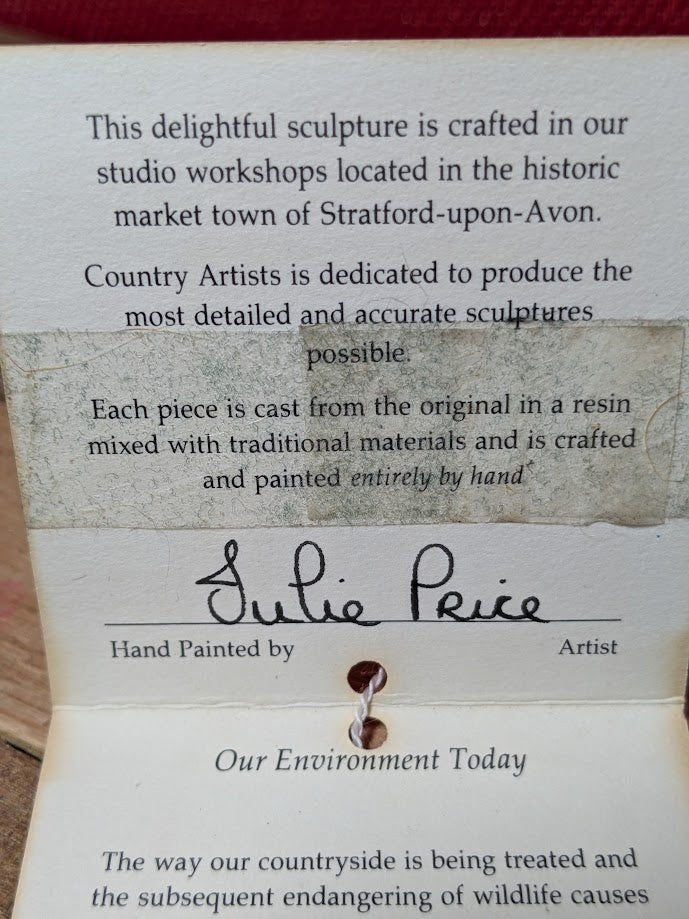 This delightful sculpture is crafted in our
studio workshops located in the historic
market town of Stratford-upon-Avon.
Country Artists is dedicated to produce the
most detailed and accurate sculptures
possible.
Each piece is cast from the original in a resin
mixed with traditional materials and is crafted
and painted entirely by hand
Julie Price
Hand Painted by Artist
Our Environment Today
The way our countryside is being treated and
the subsequent endangering of wildlife causes